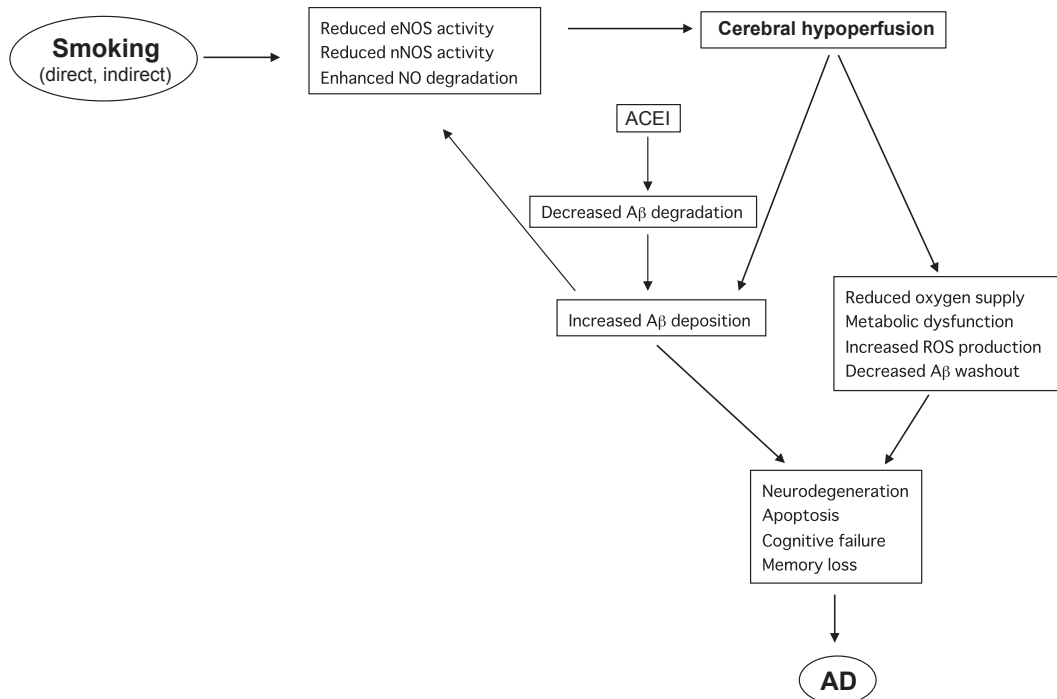 Smoking
(direct, indirect)
Reduced eNOS activity
Reduced nNOS activity
Enhanced NO degradation
Cerebral hypoperfusion
ACEI
Decreased Aβ degradation
Increased Aβ deposition
Reduced oxygen supply
Metabolic dysfunction
Increased ROS production
Decreased Aβ washout
Neurodegeneration
Apoptosis
Cognitive failure
Memory loss
AD